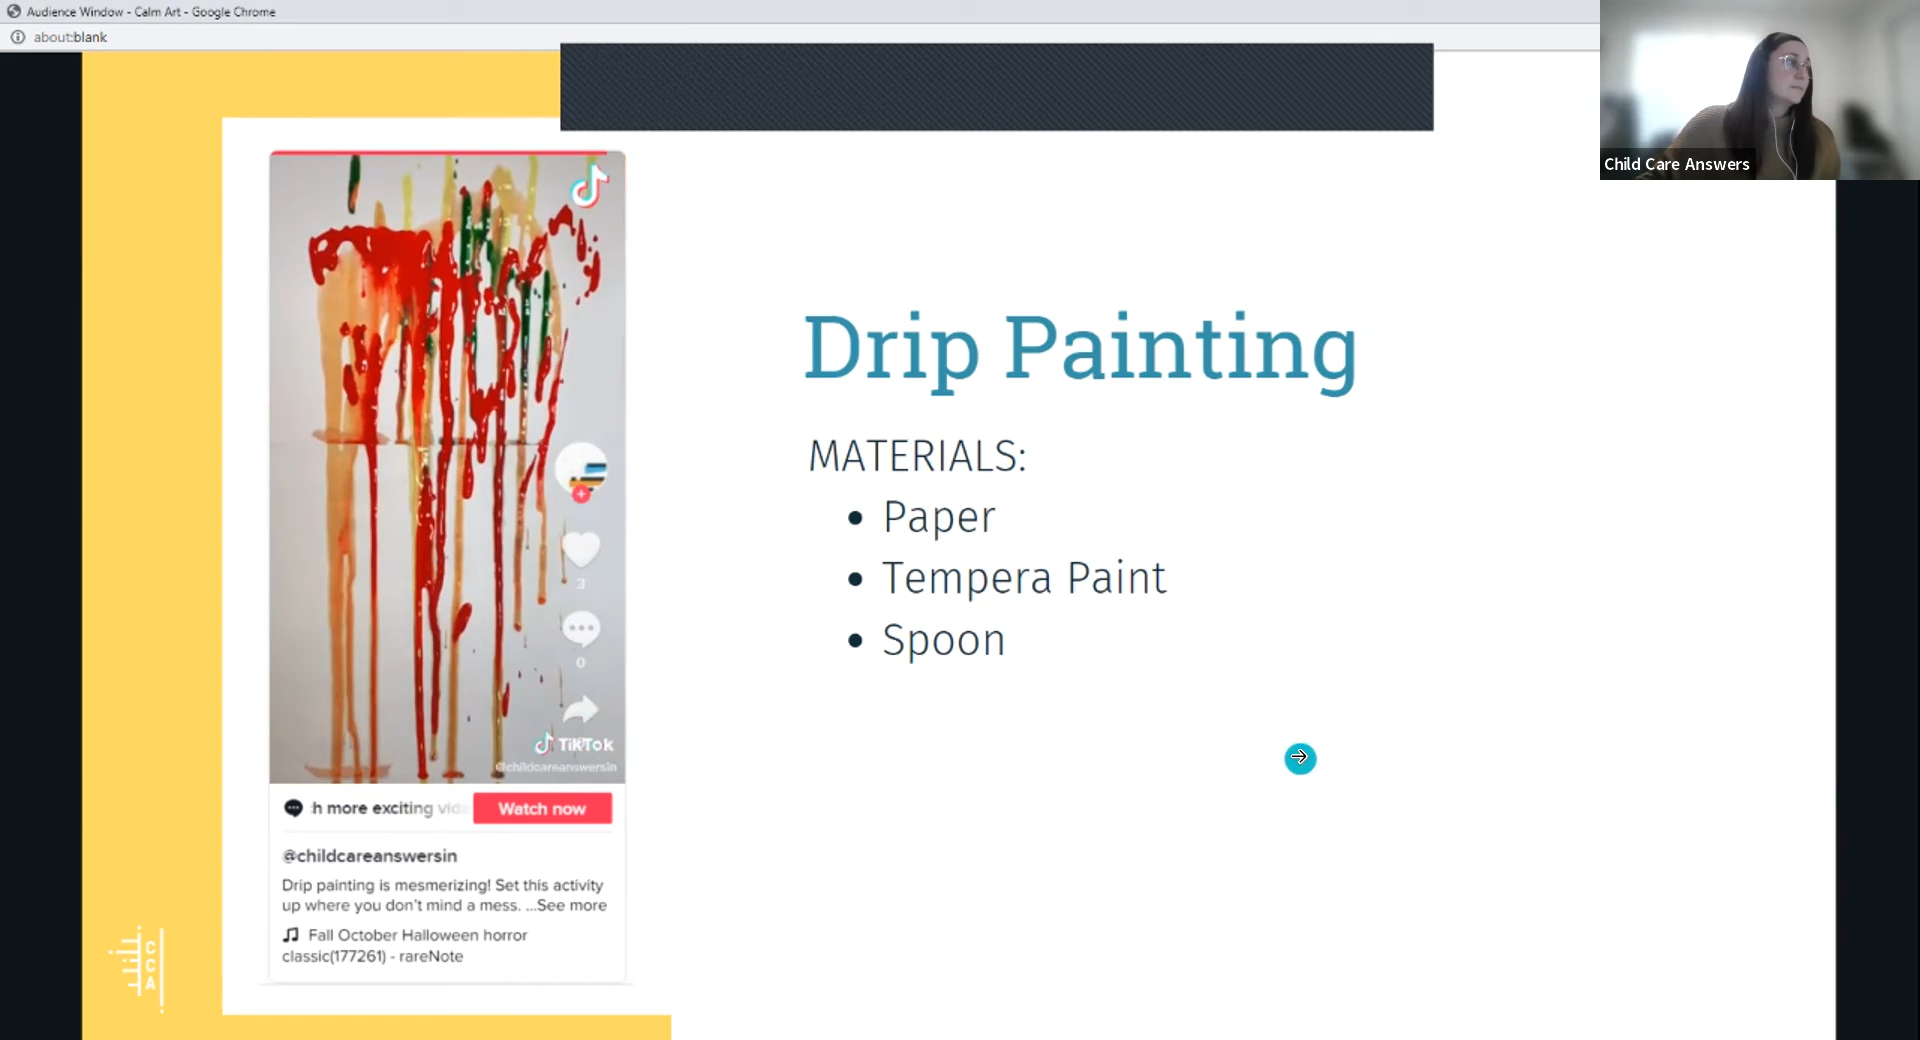 Audience Window - Calm Art - Google Chrome
about:blank
Child Care Answers
Drip Painting
MATERIALS:
• Paper
• Tempera Paint
• Spoon
3
0
TikTok
@childcareanswersin
h more exciting vid
Watch now
@childcareanswersin
Drip painting is mesmerizing! Set this activity
up where you don't mind a mess. ...See more
Fall October Halloween horror
classic(177261) - rareNote
CCA